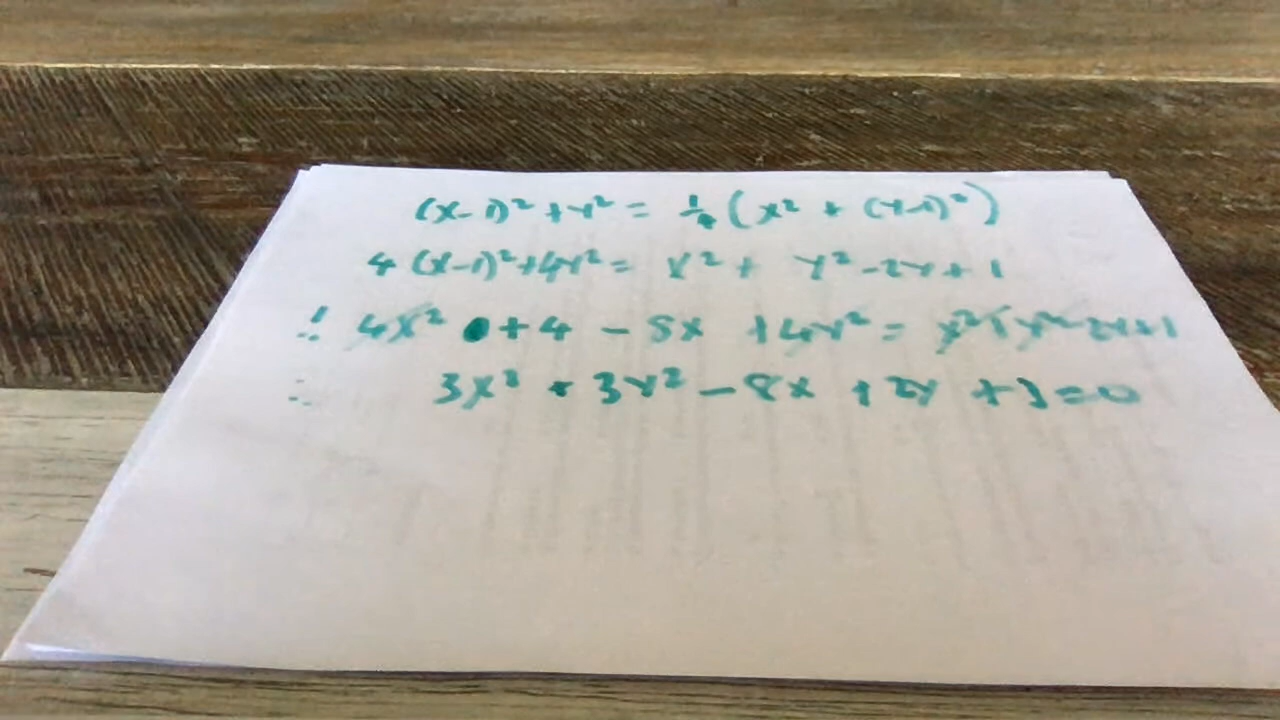 (x-1)² + y² = 1/4 (x² + (y-1)²)
4 (x-1)² + 4y² = x² + y² - 2y + 1
∴ 4x² + 4 - 8x + 4y² = x² + y² - 2y + 1
∴ 3x² + 3y² - 8x + 2y + 3 = 0